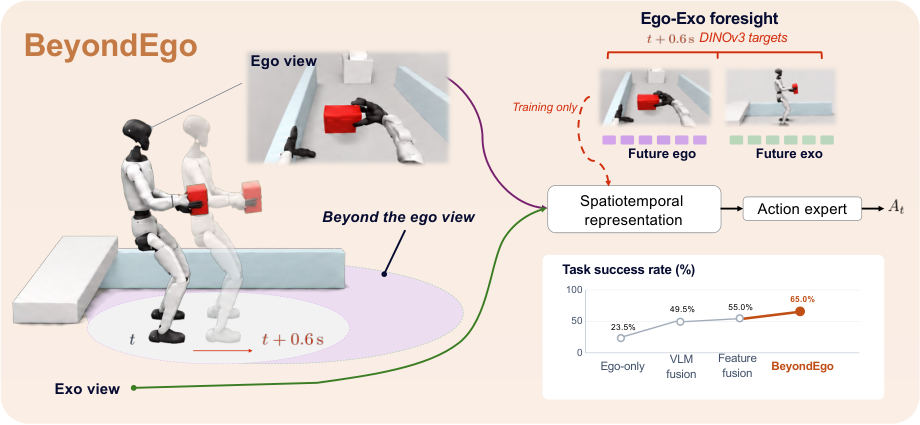 BeyondEgo
Ego view
Ego-Exo foresight
t + 0.6 s DINOv3 targets
Training only
Future ego
Future exo
Beyond the ego view
Spatiotemporal
representation
Action expert
A_t
t
t + 0.6 s
Exo view
Task success rate (%)
100
50
0
23.5%
49.5%
55.0%
65.0%
Ego-only
VLM
fusion
Feature
fusion
BeyondEgo